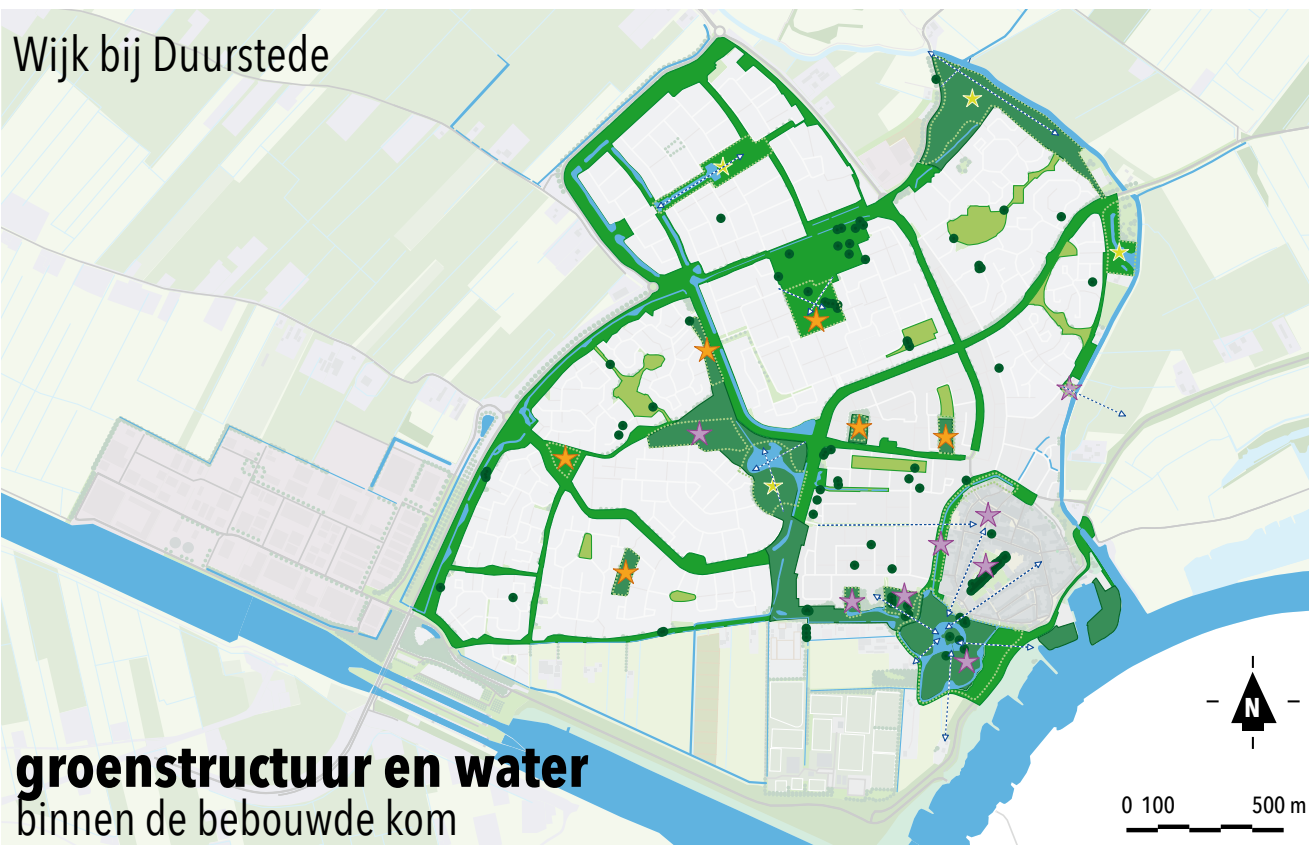 Wijk bij Duurstede
N
groenstructuur en water
binnen de bebouwde kom
0 100 500 m